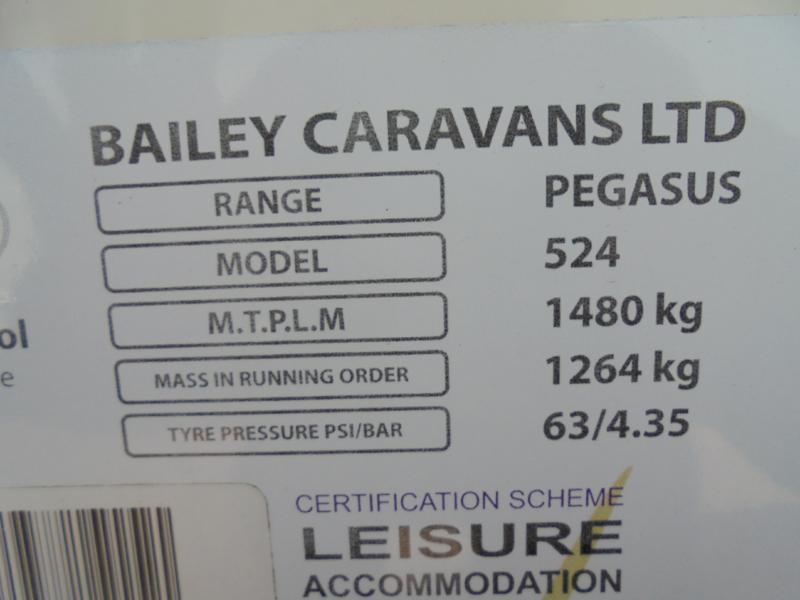 BAILEY CARAVANS LTD
RANGE PEGASUS
MODEL 524
M.T.P.L.M 1480 kg
MASS IN RUNNING ORDER 1264 kg
TYRE PRESSURE PSI/BAR 63/4.35
ol
e
CERTIFICATION SCHEME
LEISURE
ACCOMMODATION